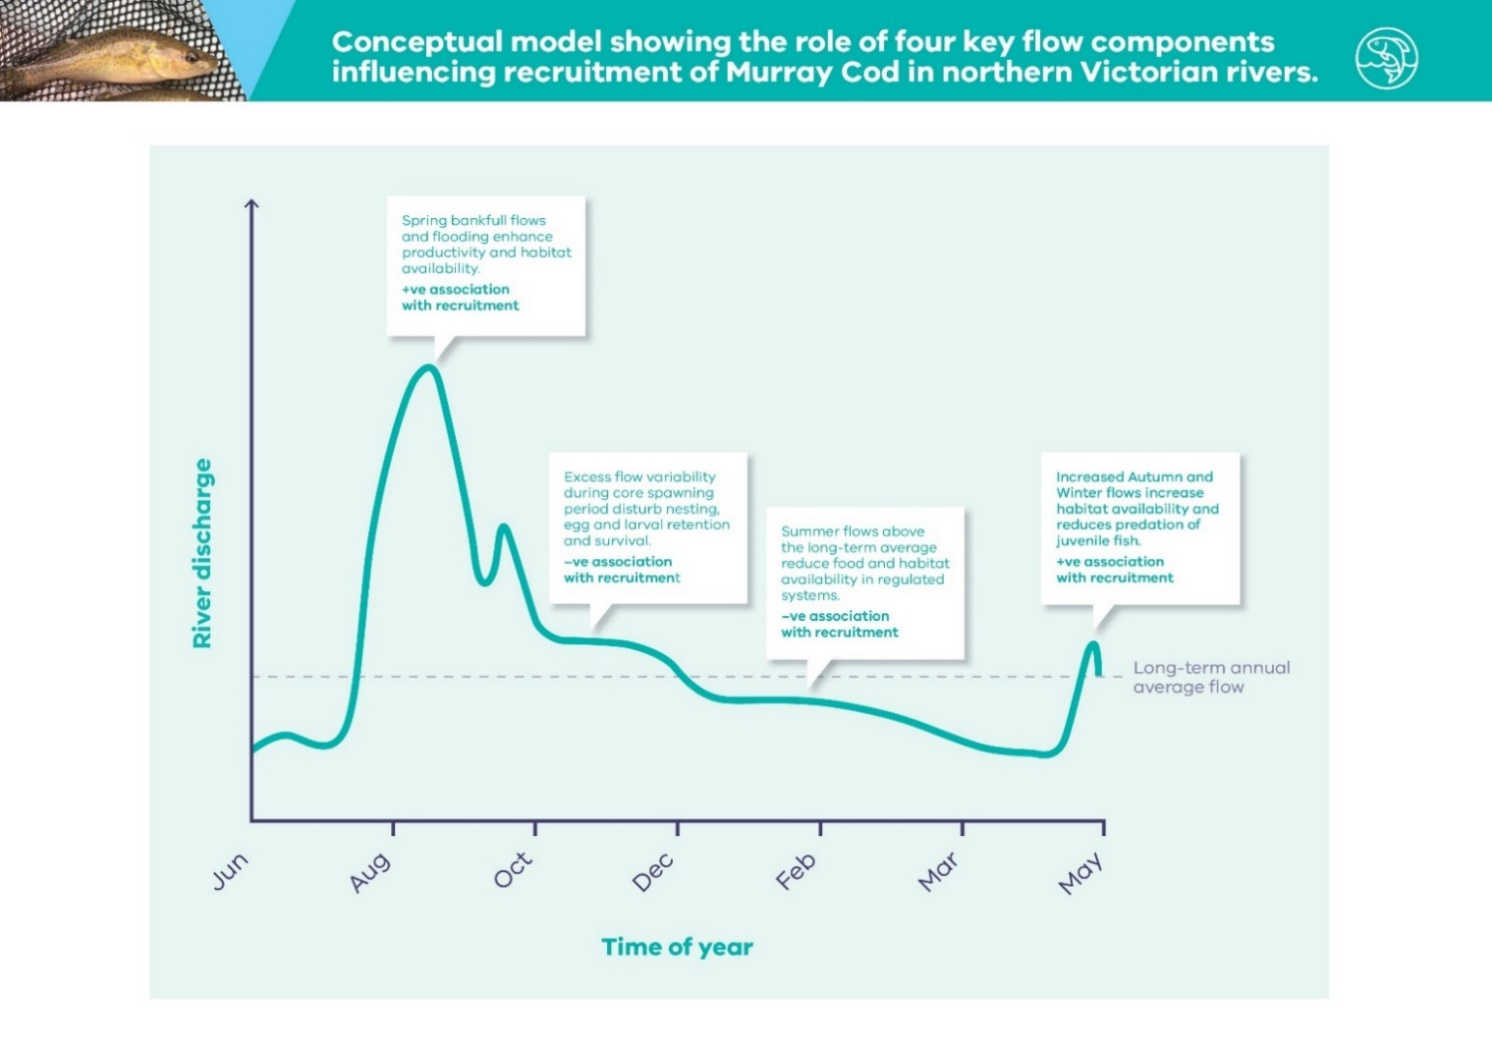 Conceptual model showing the role of four key flow components
influencing recruitment of Murray Cod in northern Victorian rivers.
Spring bankfull flows
and flooding enhance
productivity and habitat
availability.
+ve association
with recruitment
Excess flow variability
during core spawning
period disturb nesting,
egg and larval retention
and survival.
–ve association
with recruitment
Summer flows above
the long-term average
reduce food and habitat
availability in regulated
systems.
–ve association
with recruitment
Increased Autumn and
Winter flows increase
habitat availability and
reduces predation of
juvenile fish.
+ve association
with recruitment
Long-term annual
average flow
River discharge
Jun
Aug
Oct
Dec
Feb
Mar
May
Time of year